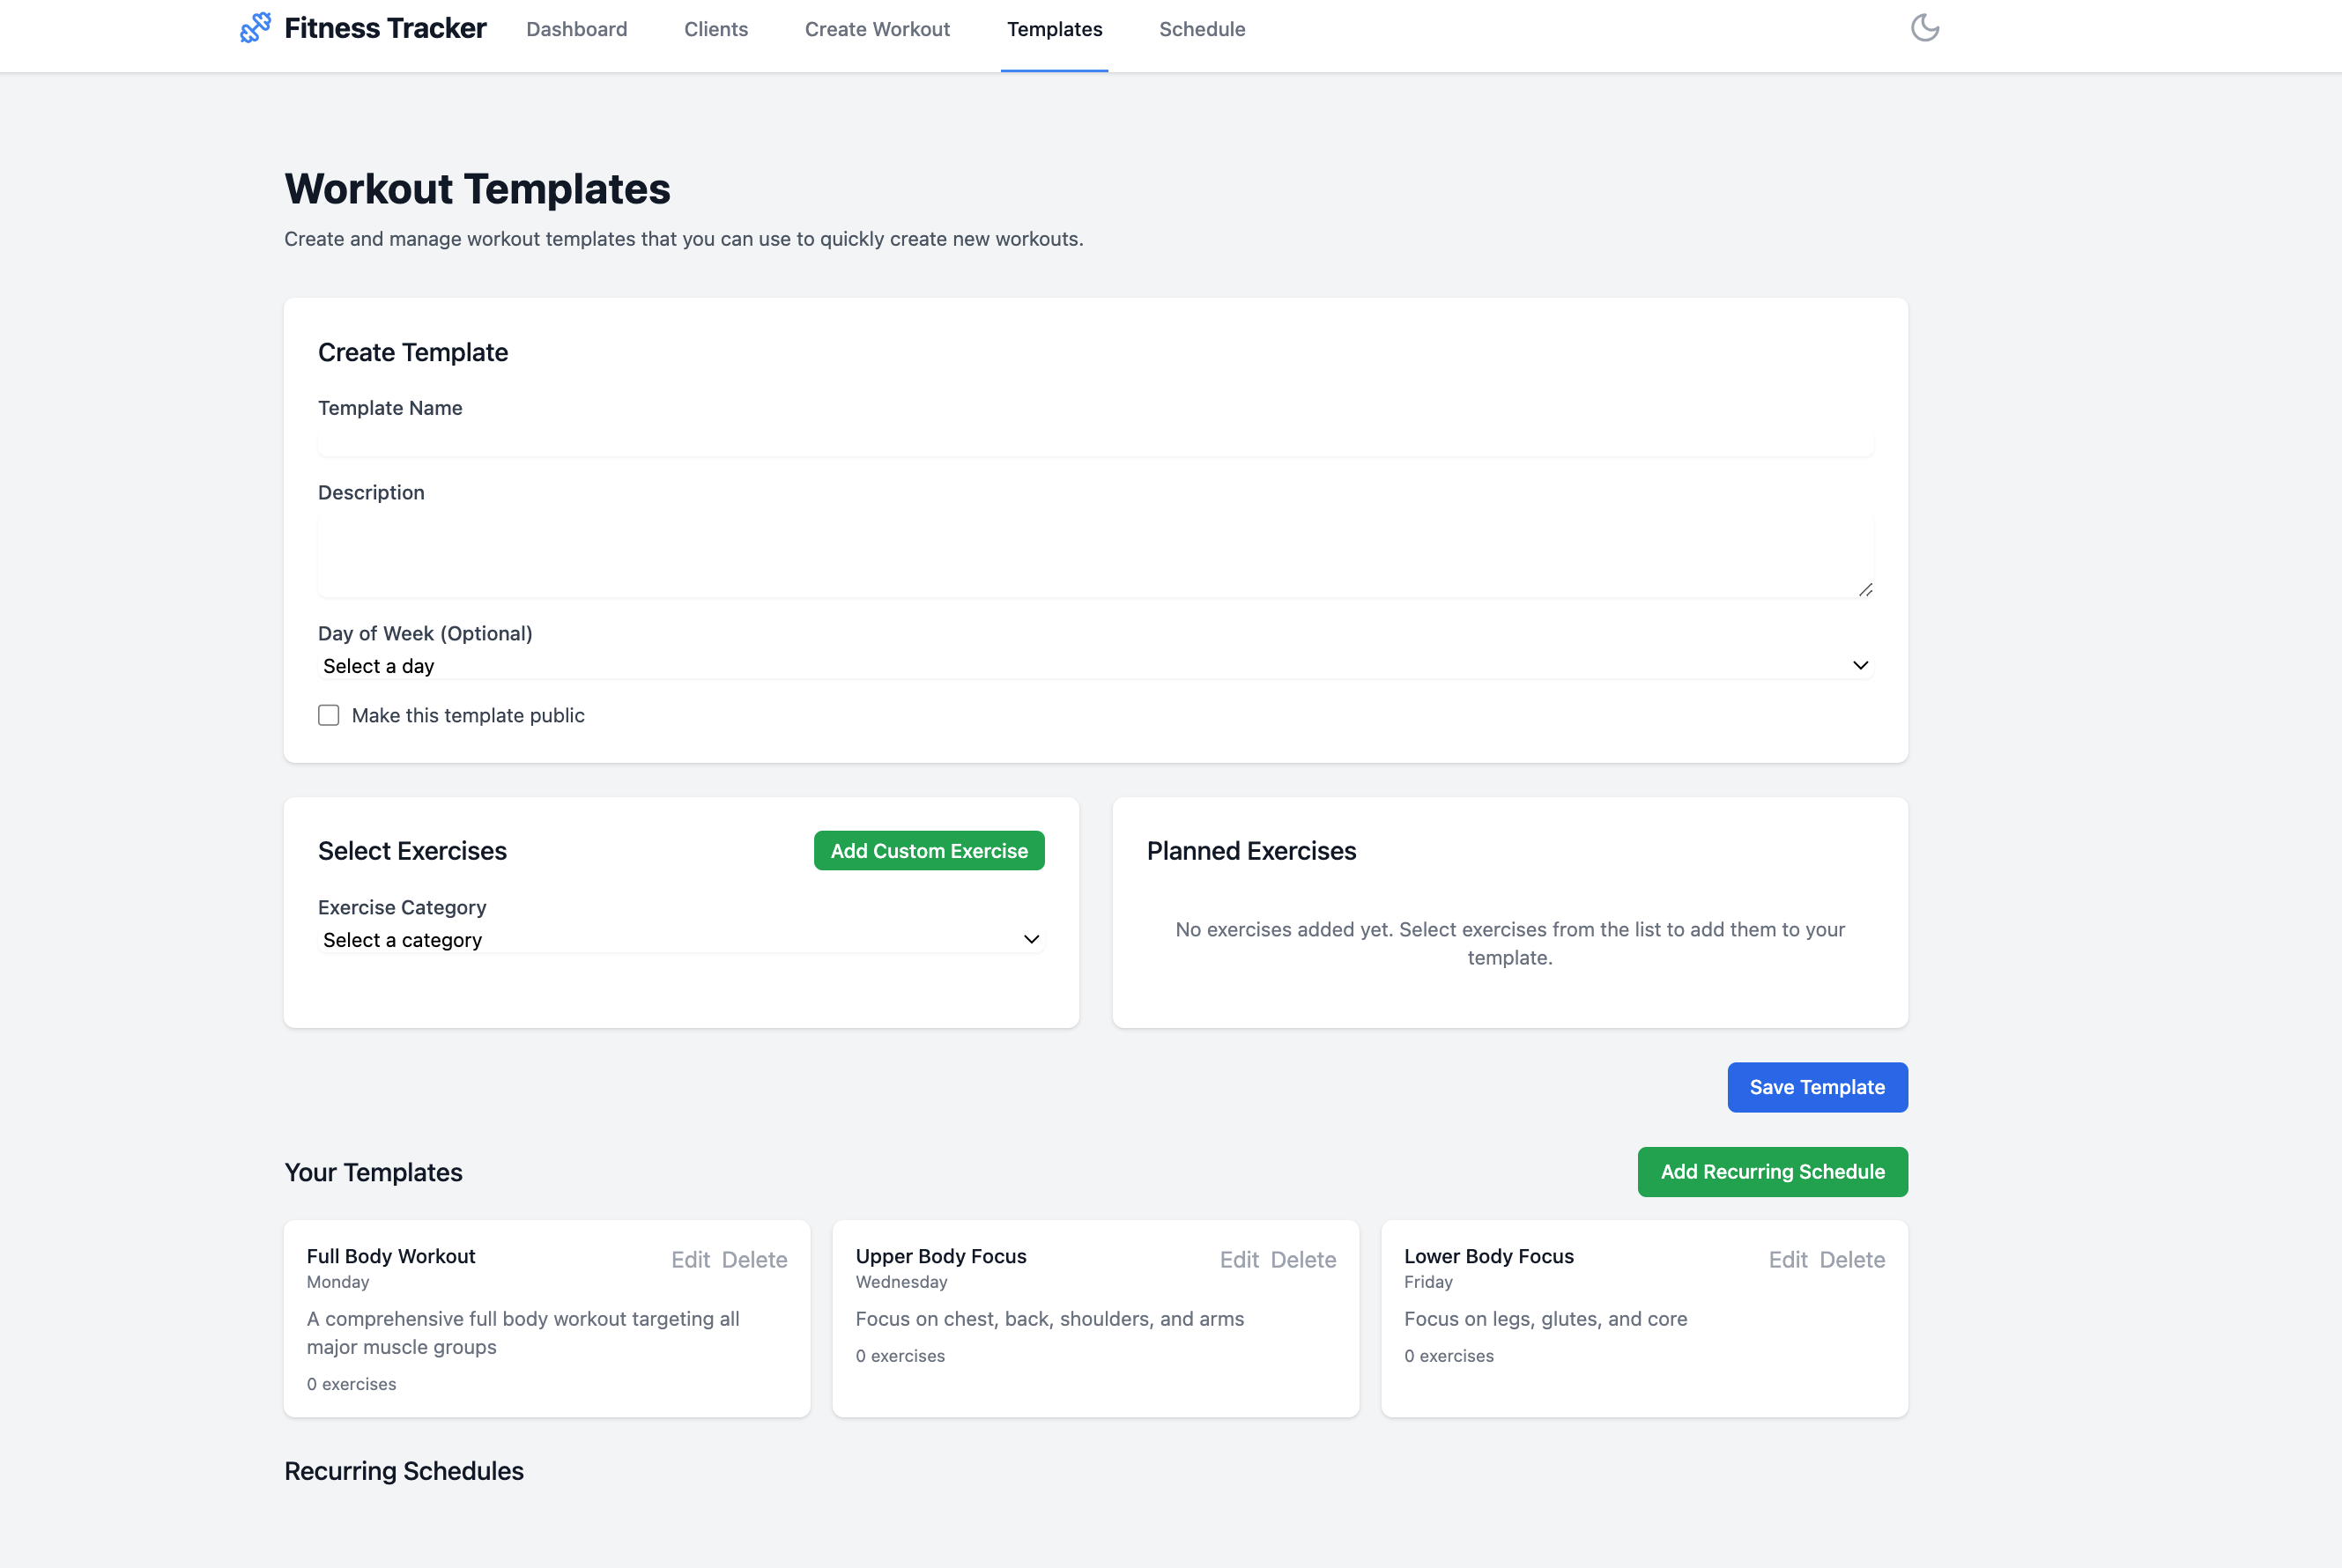 Fitness Tracker
Dashboard
Clients
Create Workout
Templates
Schedule
Workout Templates
Create and manage workout templates that you can use to quickly create new workouts.
Create Template
Template Name
Description
Day of Week (Optional)
Select a day
Make this template public
Select Exercises
Add Custom Exercise
Exercise Category
Select a category
Planned Exercises
No exercises added yet. Select exercises from the list to add them to your
template.
Save Template
Your Templates
Add Recurring Schedule
Full Body Workout
Edit Delete
Monday
A comprehensive full body workout targeting all
major muscle groups
0 exercises
Upper Body Focus
Edit Delete
Wednesday
Focus on chest, back, shoulders, and arms
0 exercises
Lower Body Focus
Edit Delete
Friday
Focus on legs, glutes, and core
0 exercises
Recurring Schedules